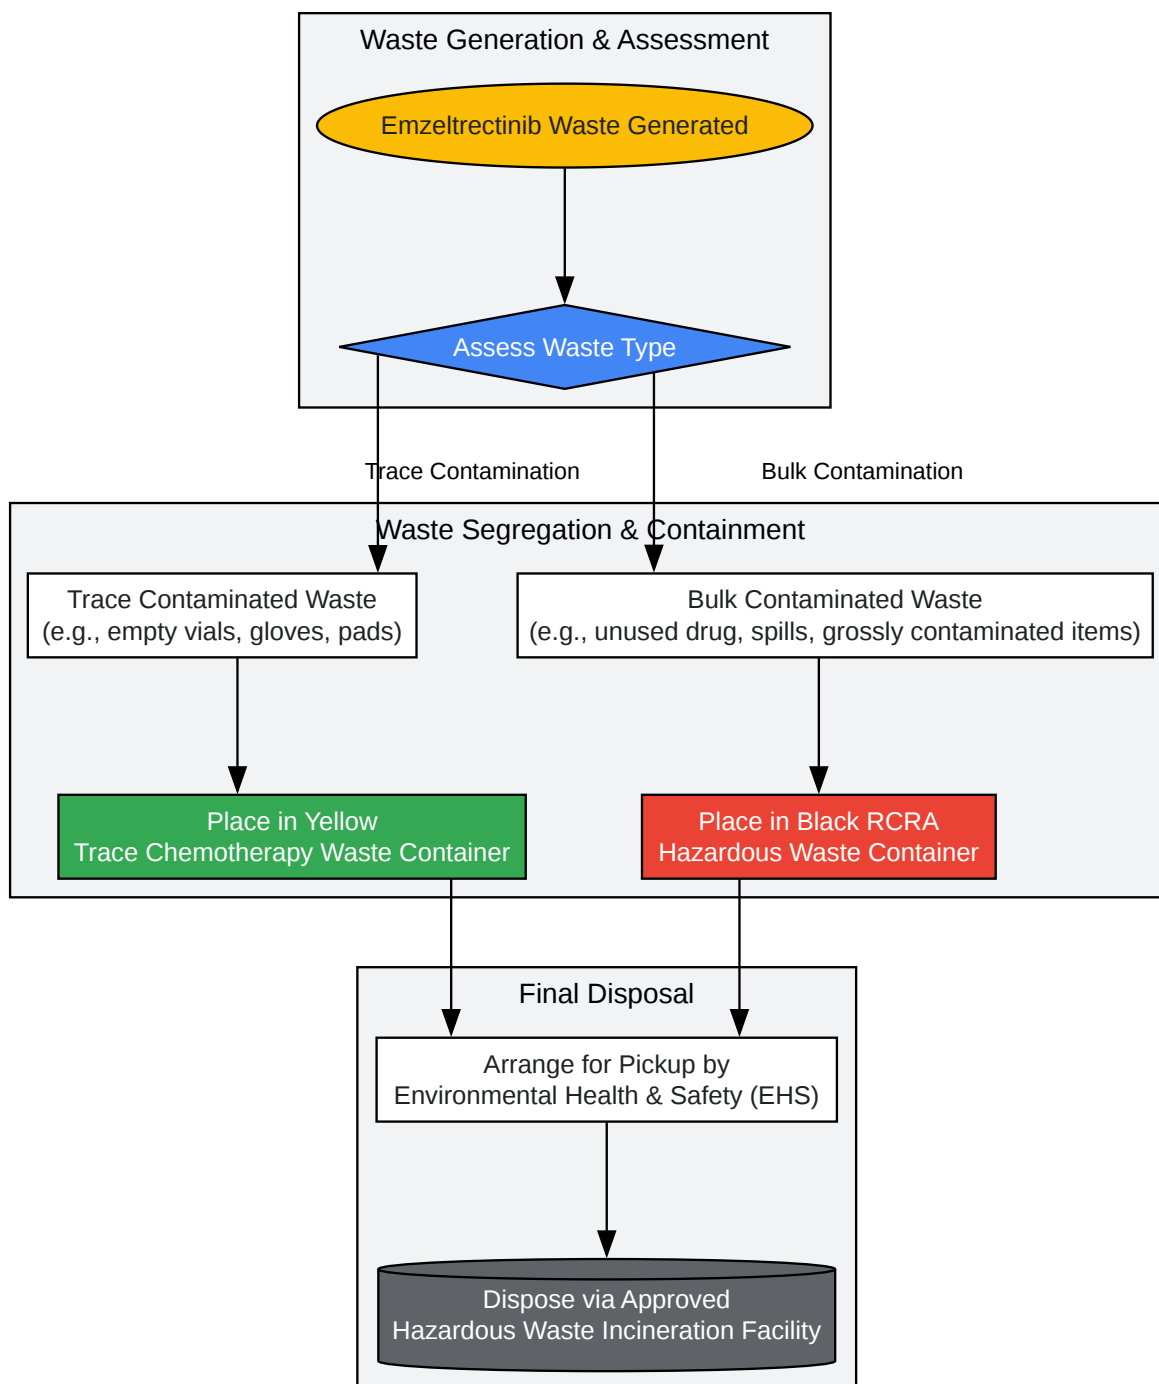 Waste Generation & Assessment
Emzeltrectinib Waste Generated
Assess Waste Type
Trace Contamination
Bulk Contamination
Waste Segregation & Containment
Trace Contaminated Waste
(e.g., empty vials, gloves, pads)
Bulk Contaminated Waste
(e.g., unused drug, spills, grossly contaminated items)
Place in Yellow
Trace Chemotherapy Waste Container
Place in Black RCRA
Hazardous Waste Container
Final Disposal
Arrange for Pickup by
Environmental Health & Safety (EHS)
Dispose via Approved
Hazardous Waste Incineration Facility